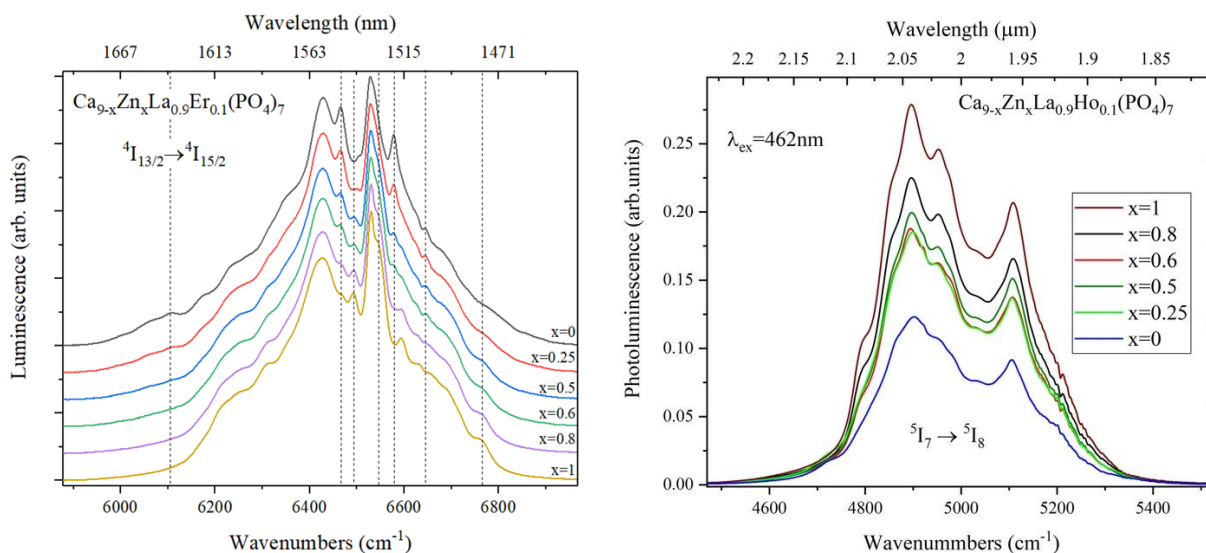 Wavelength (nm)
1667 1613 1563 1515 1471
Ca₉₋ₓZnₓLa₀.₉Er₀.₁(PO₄)₇
⁴I₁₃/₂→⁴I₁₅/₂
Luminescence (arb. units)
x=0
x=0.25
x=0.5
x=0.6
x=0.8
x=1
6000 6200 6400 6600 6800
Wavenumbers (cm⁻¹)
Wavelength (μm)
2.2 2.15 2.1 2.05 2 1.95 1.9 1.85
Ca₉₋ₓZnₓLa₀.₉Ho₀.₁(PO₄)₇
λₑₓ=462nm
x=1
x=0.8
x=0.6
x=0.5
x=0.25
x=0
⁵I₇ → ⁵I₈
Photoluminescence (arb.units)
0.25
0.20
0.15
0.10
0.05
0.00
4600 4800 5000 5200 5400
Wavenummbers (cm⁻¹)